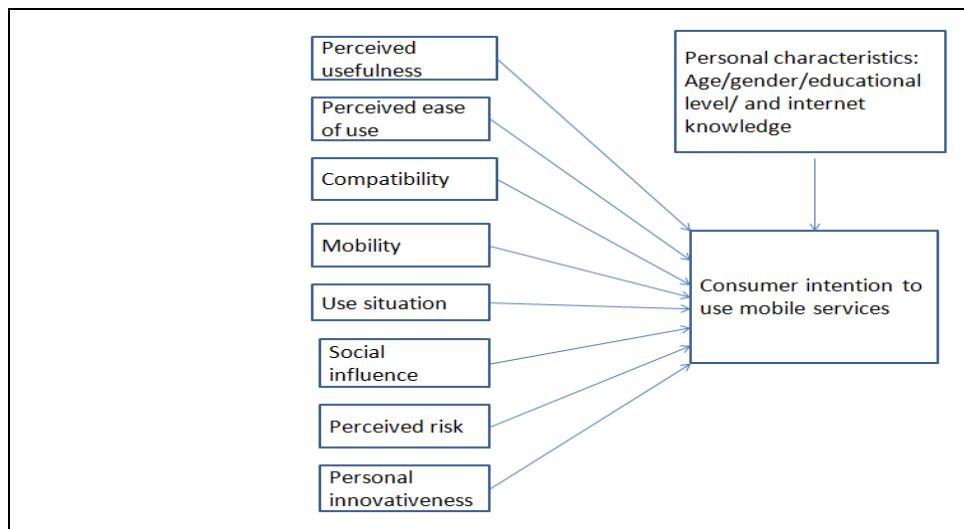 Perceived
usefulness
Perceived ease
of use
Compatibility
Mobility
Use situation
Social
influence
Perceived risk
Personal
innovativeness
Personal characteristics:
Age/gender/educational
level/ and internet
knowledge
Consumer intention to
use mobile services